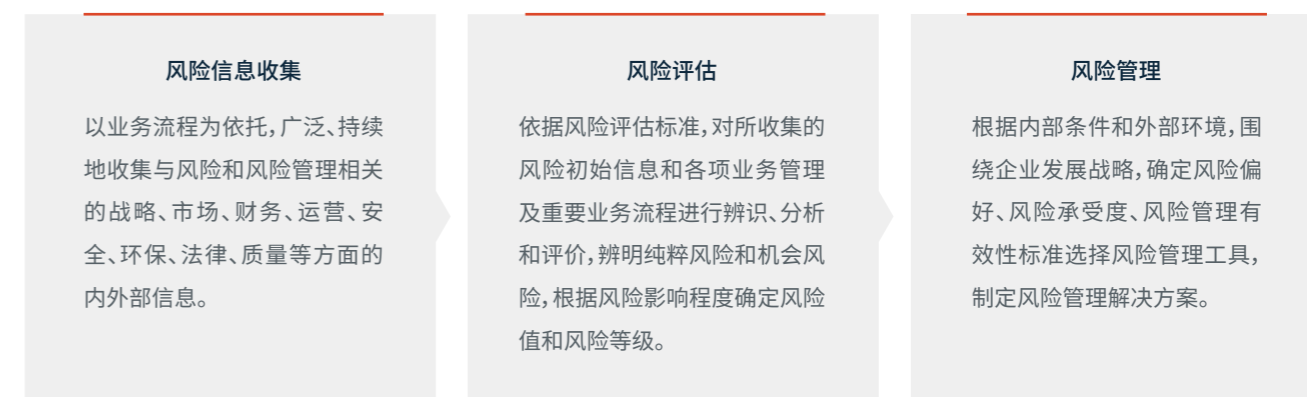 风险信息收集
以业务流程为依托，广泛、持续
地收集与风险和风险管理相关
的战略、市场、财务、运营、安
全、环保、法律、质量等方面的
内外部信息。
风险评估
依据风险评估标准，对所收集的
风险初始信息和各项业务管理
及重要业务流程进行辨识、分析
和评价，辨明纯粹风险和机会风
险，根据风险影响程度确定风险
值和风险等级。
风险管理
根据内部条件和外部环境，围
绕企业发展战略，确定风险偏
好、风险承受度、风险管理有
效性标准选择风险管理工具，
制定风险管理解决方案。